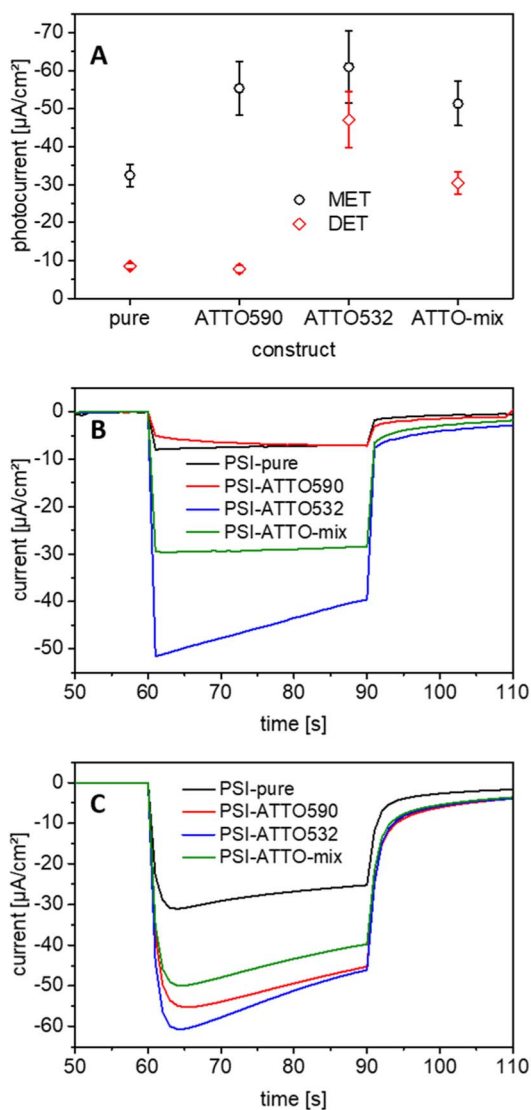 -70
A
-60
-50
-40
-30
-20
-10
0
photocurrent [µA/cm²]
MET
DET
pure ATTO590 ATTO532 ATTO-mix
construct
0
B
-10
-20
-30
-40
-50
current [µA/cm²]
PSI-pure
PSI-ATTO590
PSI-ATTO532
PSI-ATTO-mix
50 60 70 80 90 100 110
time [s]
0
C
-10
-20
-30
-40
-50
-60
current [µA/cm²]
PSI-pure
PSI-ATTO590
PSI-ATTO532
PSI-ATTO-mix
50 60 70 80 90 100 110
time [s]